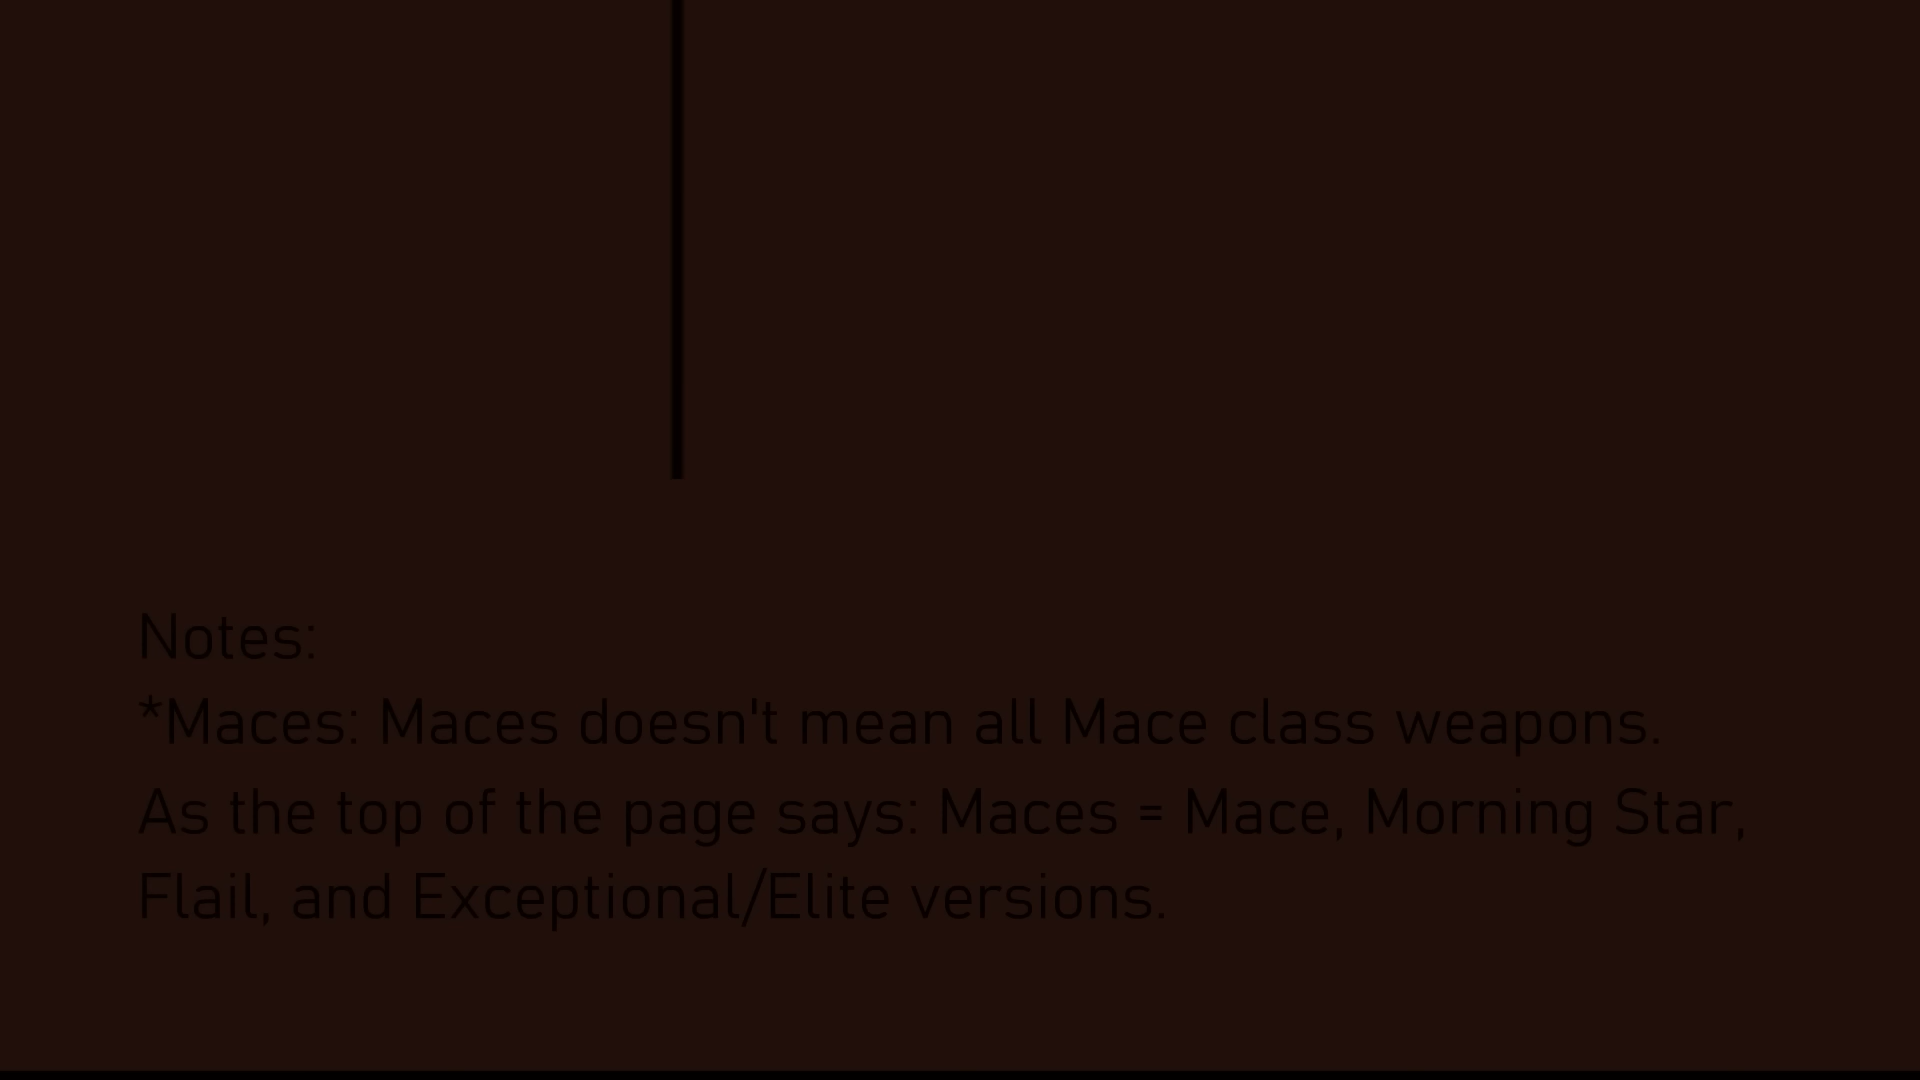 Notes:
*Maces: Maces doesn't mean all Mace class weapons.
As the top of the page says: Maces = Mace, Morning Star,
Flail, and Exceptional/Elite versions.